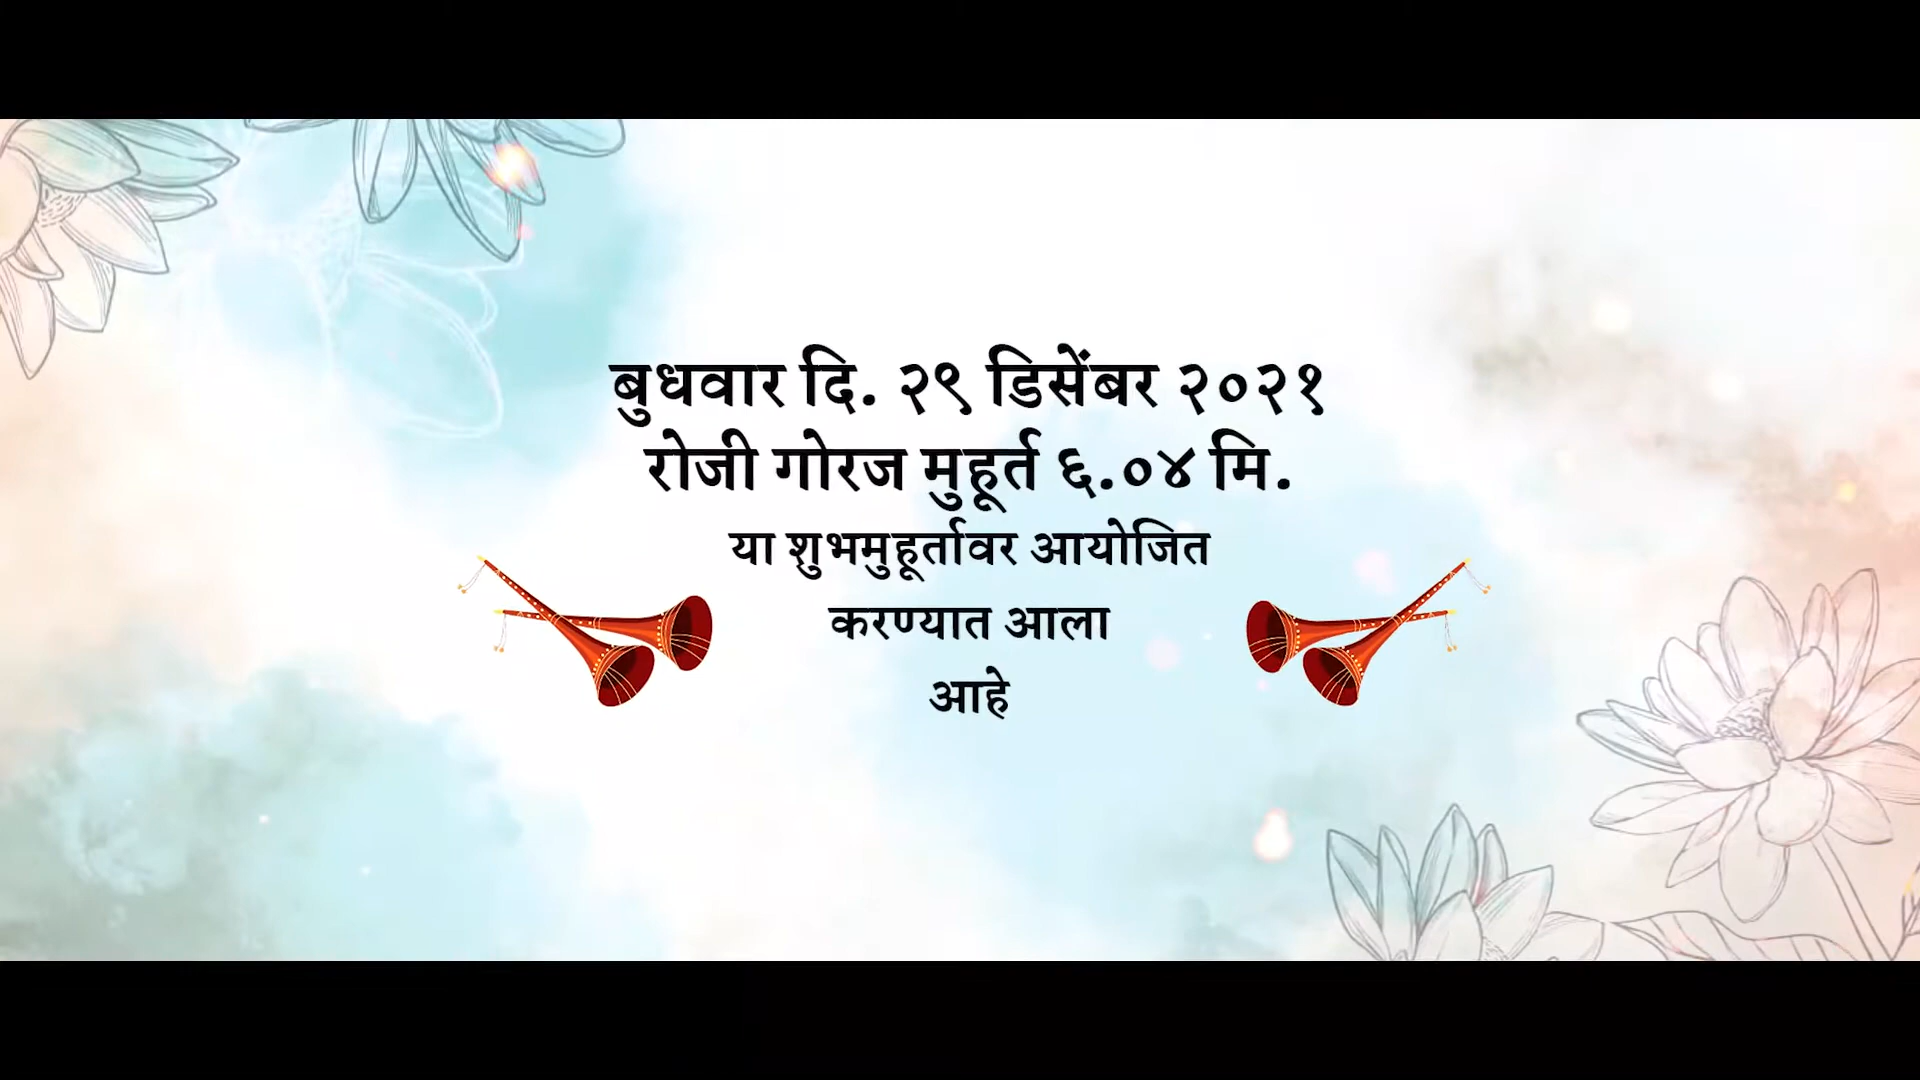 बुधवार दि. २९ डिसेंबर २०२१
रोजी गोरज मुहूर्त ६.०४ मि.
या शुभमुहूर्तावर आयोजित
करण्यात आला
आहे